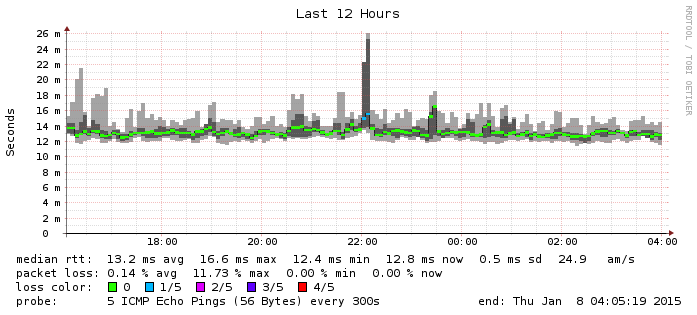 Last 12 Hours
RRDTOOL / TOBI OETIKER
Seconds
26 m
24 m
22 m
20 m
18 m
16 m
14 m
12 m
10 m
8 m
6 m
4 m
2 m
0
18:00 20:00 22:00 00:00 02:00 04:00
median rtt: 13.2 ms avg 16.6 ms max 12.4 ms min 12.8 ms now 0.5 ms sd 24.9 am/s
packet loss: 0.14 % avg 11.73 % max 0.00 % min 0.00 % now
loss color: 0 1/5 2/5 3/5 4/5
probe: 5 ICMP Echo Pings (56 Bytes) every 300s end: Thu Jan 8 04:05:19 2015